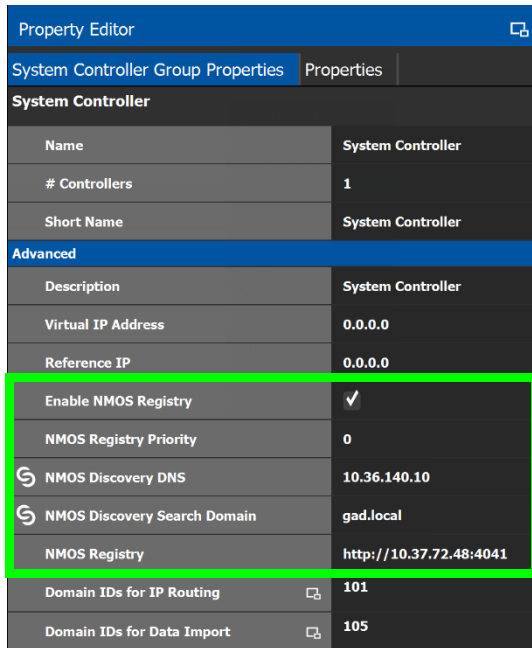 Property Editor
System Controller Group Properties Properties
System Controller
Name System Controller
# Controllers 1
Short Name System Controller
Advanced
Description System Controller
Virtual IP Address 0.0.0.0
Reference IP 0.0.0.0
Enable NMOS Registry
NMOS Registry Priority 0
NMOS Discovery DNS 10.36.140.10
NMOS Discovery Search Domain gad.local
NMOS Registry http://10.37.72.48:4041
Domain IDs for IP Routing 101
Domain IDs for Data Import 105